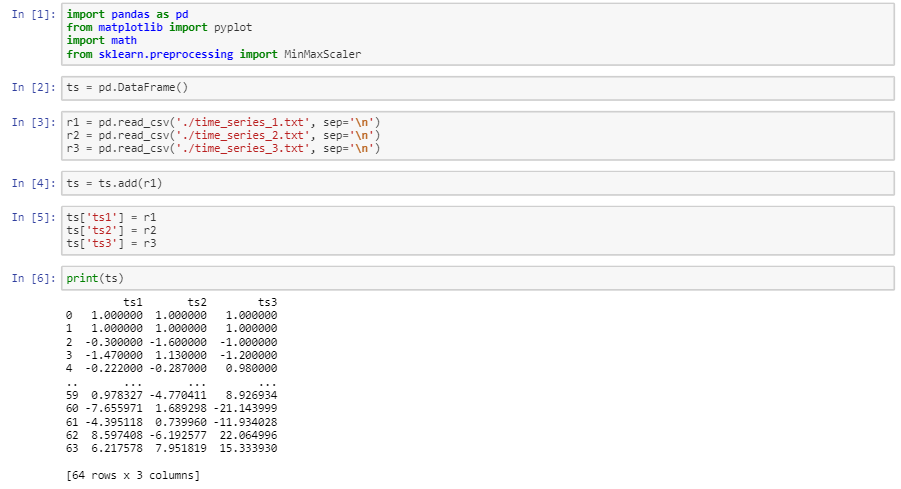 In [1]: import pandas as pd
from matplotlib import pyplot
import math
from sklearn.preprocessing import MinMaxScaler
In [2]: ts = pd.DataFrame()
In [3]: r1 = pd.read_csv('./time_series_1.txt', sep='\n')
r2 = pd.read_csv('./time_series_2.txt', sep='\n')
r3 = pd.read_csv('./time_series_3.txt', sep='\n')
In [4]: ts = ts.add(r1)
In [5]: ts['ts1'] = r1
ts['ts2'] = r2
ts['ts3'] = r3
In [6]: print(ts)
ts1 ts2 ts3
0 1.000000 1.000000 1.000000
1 1.000000 1.000000 1.000000
2 -0.300000 -1.600000 -1.000000
3 -1.470000 1.130000 -1.200000
4 -0.222000 -0.287000 0.980000
.. ... ... ...
59 0.978327 -4.770411 8.926934
60 -7.655971 1.689298 -21.143999
61 -4.395118 0.739960 -11.934028
62 8.597408 -6.192577 22.064996
63 6.217578 7.951819 15.333930
[64 rows x 3 columns]